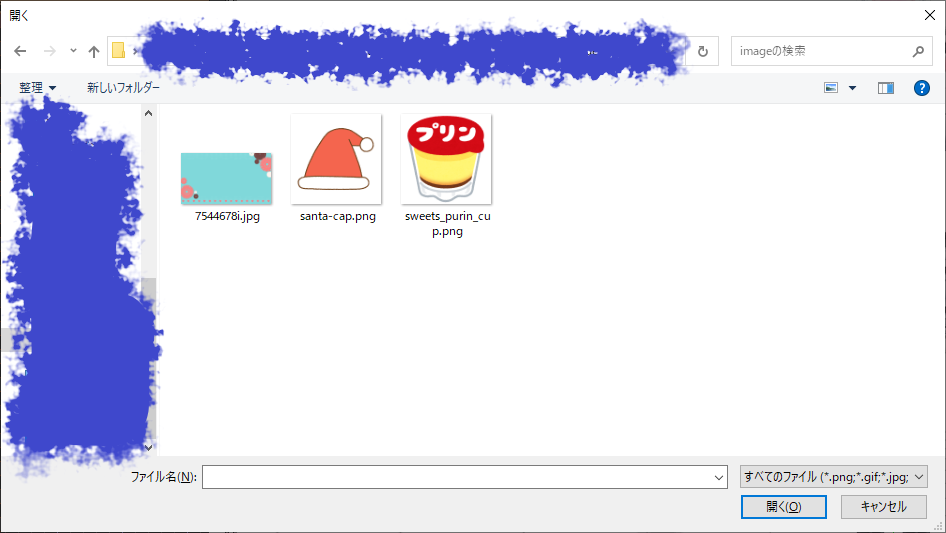 開く
imageの検索
整理
新しいフォルダー
プリン
7544678i.jpg
santa-cap.png
sweets_purin_cu
p.png
ファイル名(N):
すべてのファイル (*.png;*.gif;*.jpg;
開く(O)
キャンセル